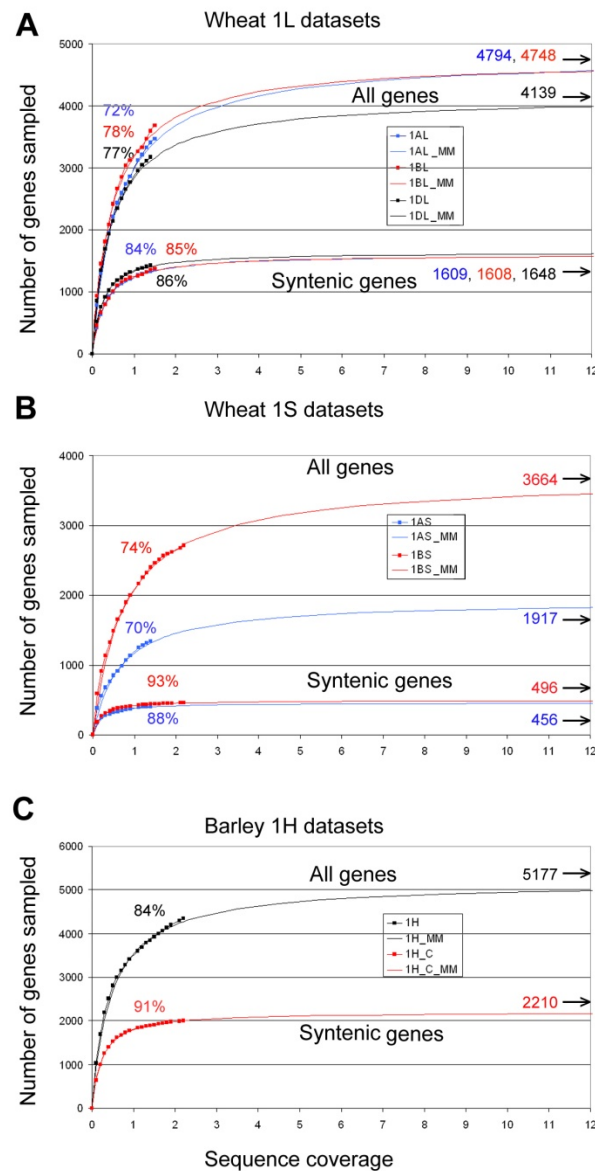 A
Wheat 1L datasets
Number of genes sampled
5000
4000
3000
2000
1000
0
0 1 2 3 4 5 6 7 8 9 10 11 12
4794, 4748
All genes
4139
72%
78%
77%
1AL
1AL_MM
1BL
1BL_MM
1DL
1DL_MM
84% 85%
86%
Syntenic genes
1609, 1608, 1648
B
Wheat 1S datasets
Number of genes sampled
4000
3000
2000
1000
0
0 1 2 3 4 5 6 7 8 9 10 11 12
All genes
3664
74%
1AS
1AS_MM
1BS
1BS_MM
70%
1917
93%
Syntenic genes
496
88%
456
C
Barley 1H datasets
Number of genes sampled
6000
5000
4000
3000
2000
1000
0
0 1 2 3 4 5 6 7 8 9 10 11 12
All genes
5177
84%
1H
1H_MM
1H_C
1H_C_MM
91%
2210
Syntenic genes
Sequence coverage